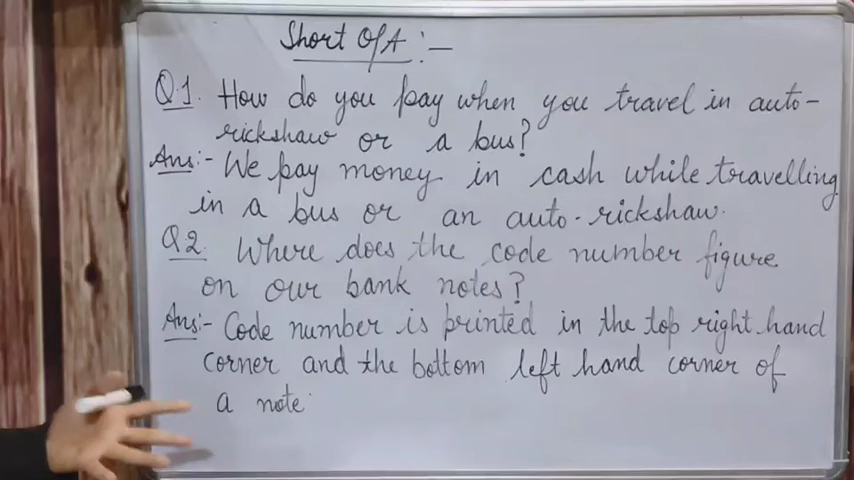 Short Q/A :-
Q.1. How do you pay when you travel in auto-
rickshaw or a bus?
Ans:- We pay money in cash while travelling
in a bus or an auto-rickshaw.
Q2. Where does the code number figure
on our bank notes?
Ans:- Code number is printed in the top right hand
corner and the bottom left hand corner of
a note.